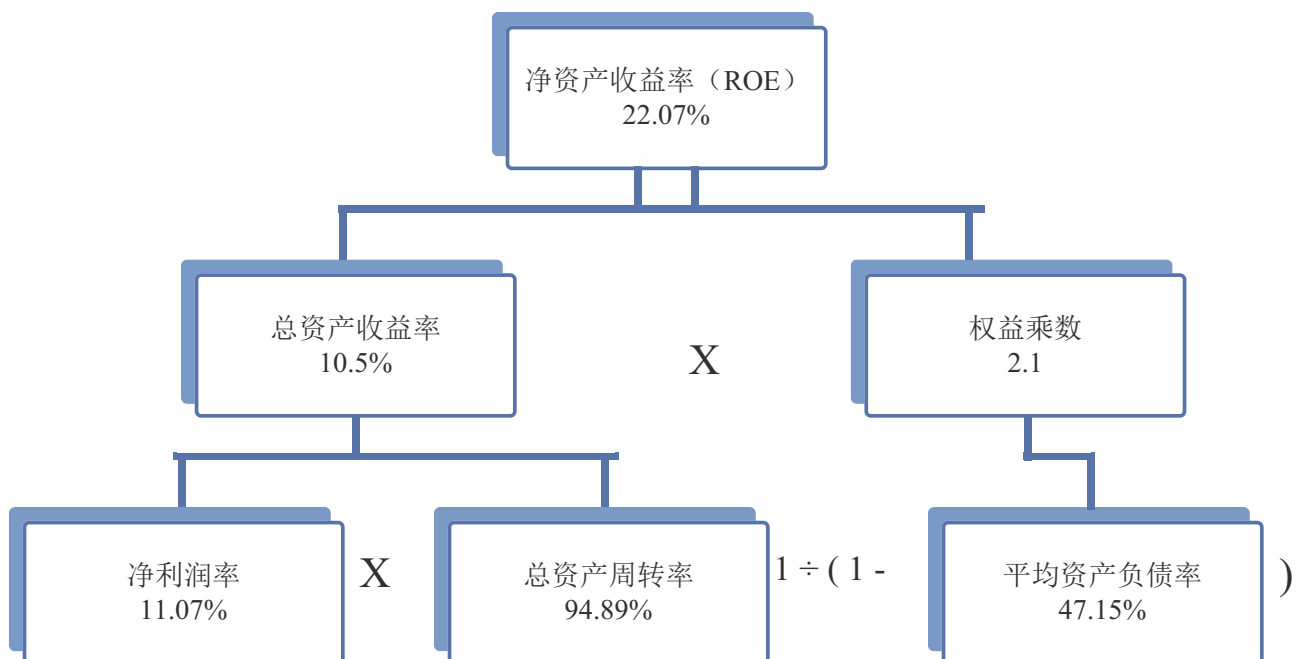 净资产收益率（ROE）
22.07%
总资产收益率
10.5%
X
权益乘数
2.1
净利润率
11.07%
X
总资产周转率
94.89%
1 ÷ ( 1 -
平均资产负债率
47.15%
)